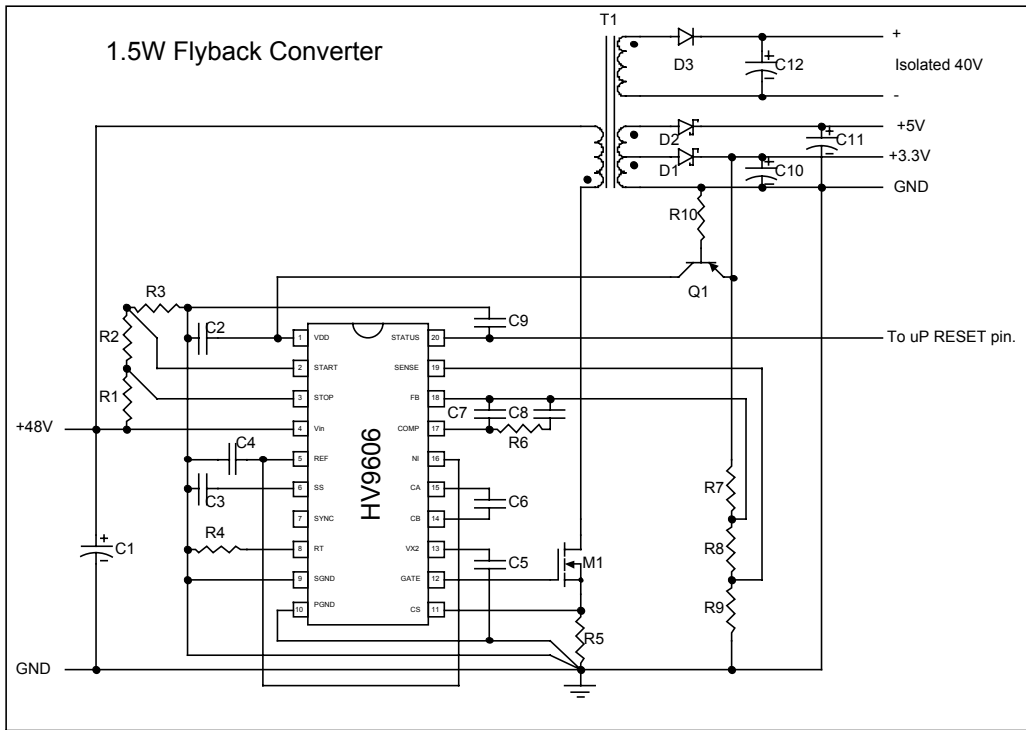 T1
1.5W Flyback Converter
+
D3
+
C12
Isolated 40V
-
-
+5V
D2
+
C11
-
+3.3V
D1
+
C10
-
GND
R10
Q1
R3
C2
C9
R2
1 VDD STATUS 20
To uP RESET pin.
2 START SENSE 19
R1
3 STOP FB 18
C7 C8
+48V
4 Vin COMP 17
R6
C4
5 REF NI 16
HV9606
C3
6 SS CA 15
C6
R7
7 SYNC CB 14
R4
8 RT VX2 13
R8
+
C1
-
C5
M1
9 SGND GATE 12
10 PGND CS 11
R9
R5
GND